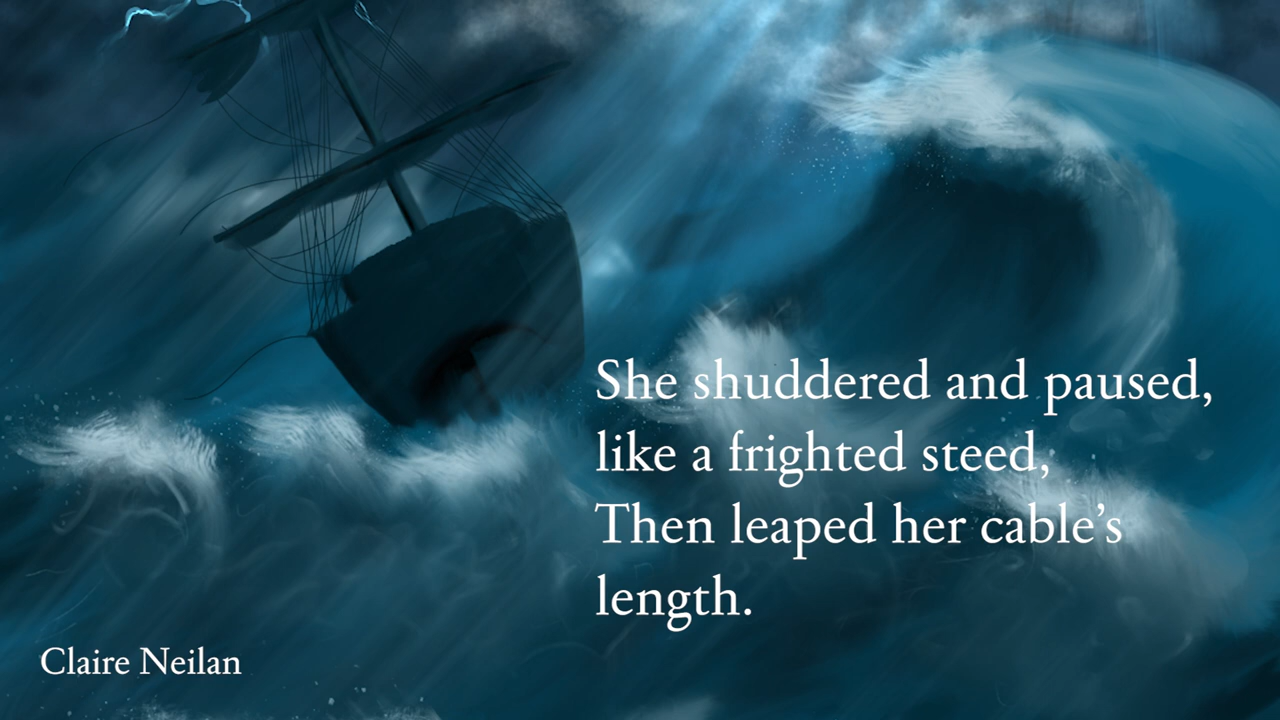 She shuddered and paused,
like a frighted steed,
Then leaped her cable’s
length.
Claire Neilan